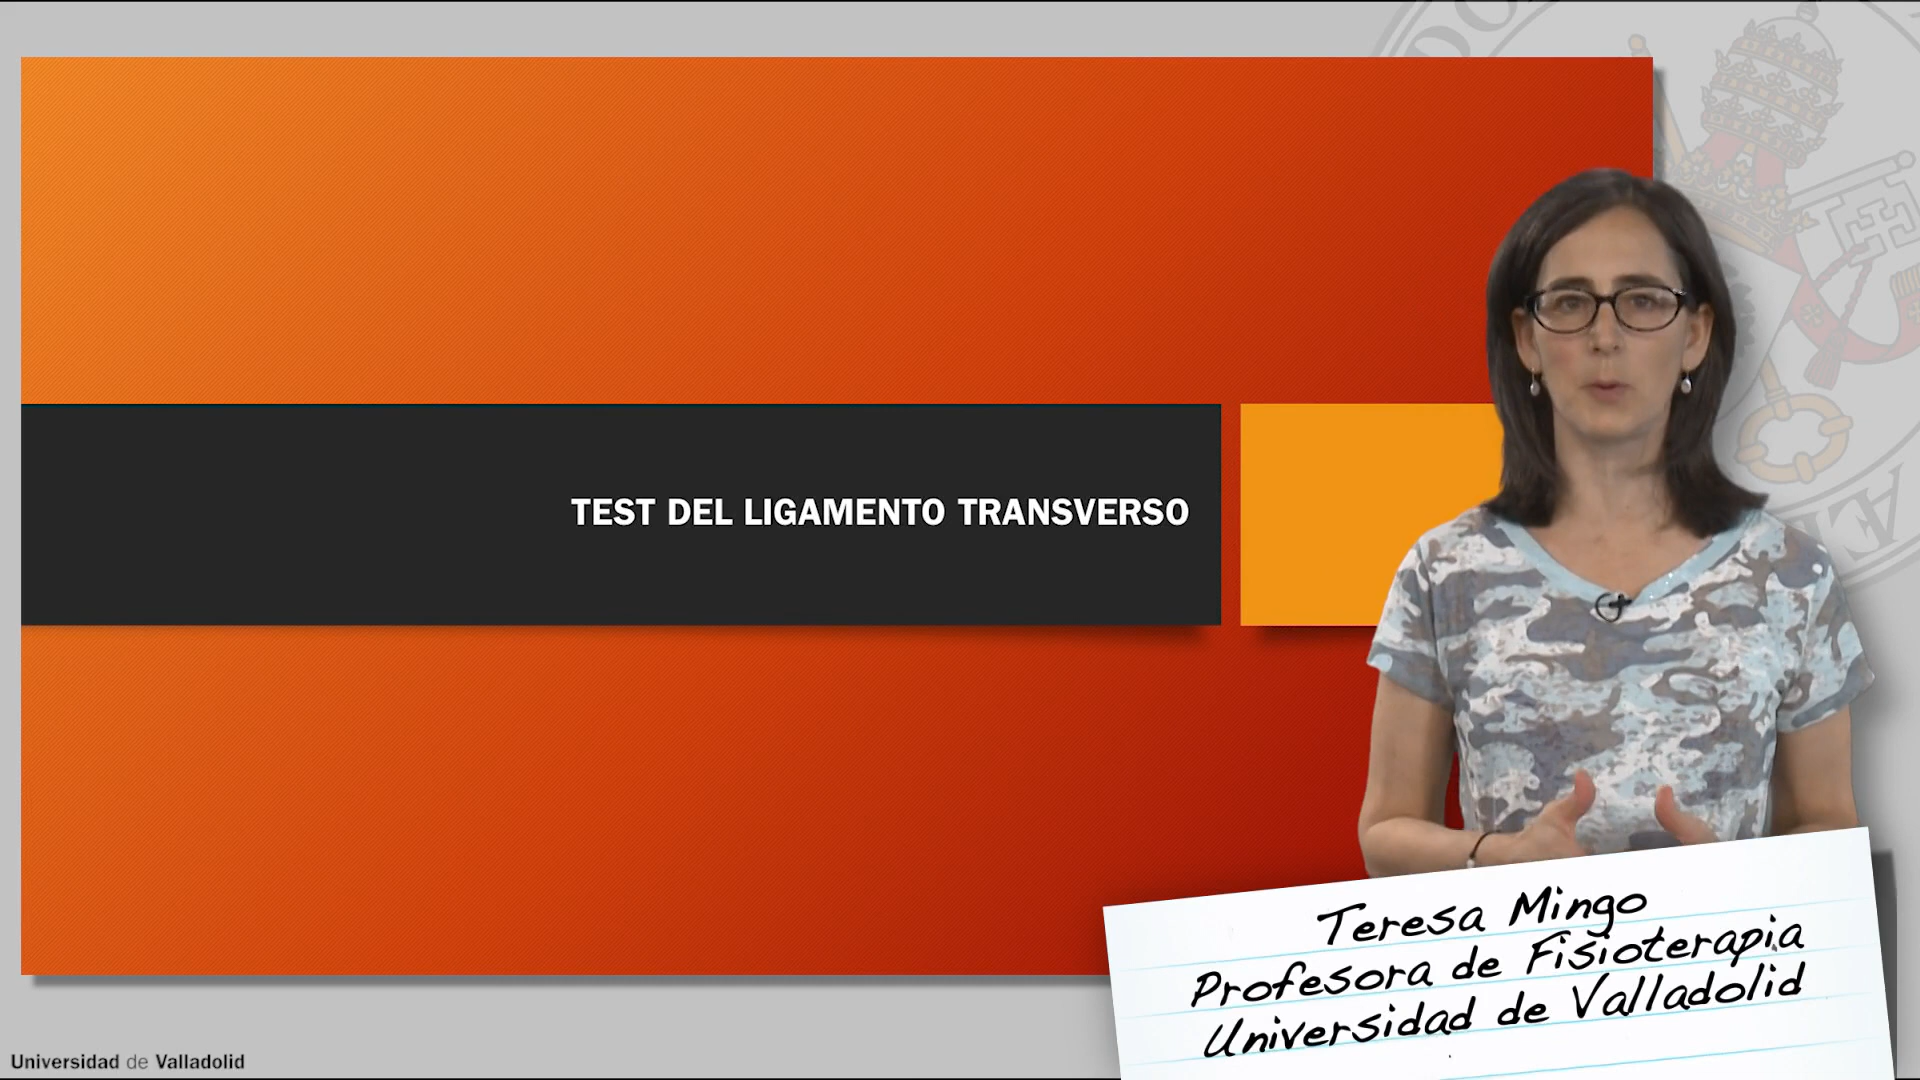 TEST DEL LIGAMENTO TRANSVERSO
Teresa Mingo
Profesora de Fisioterapia
Universidad de Valladolid
Universidad de Valladolid